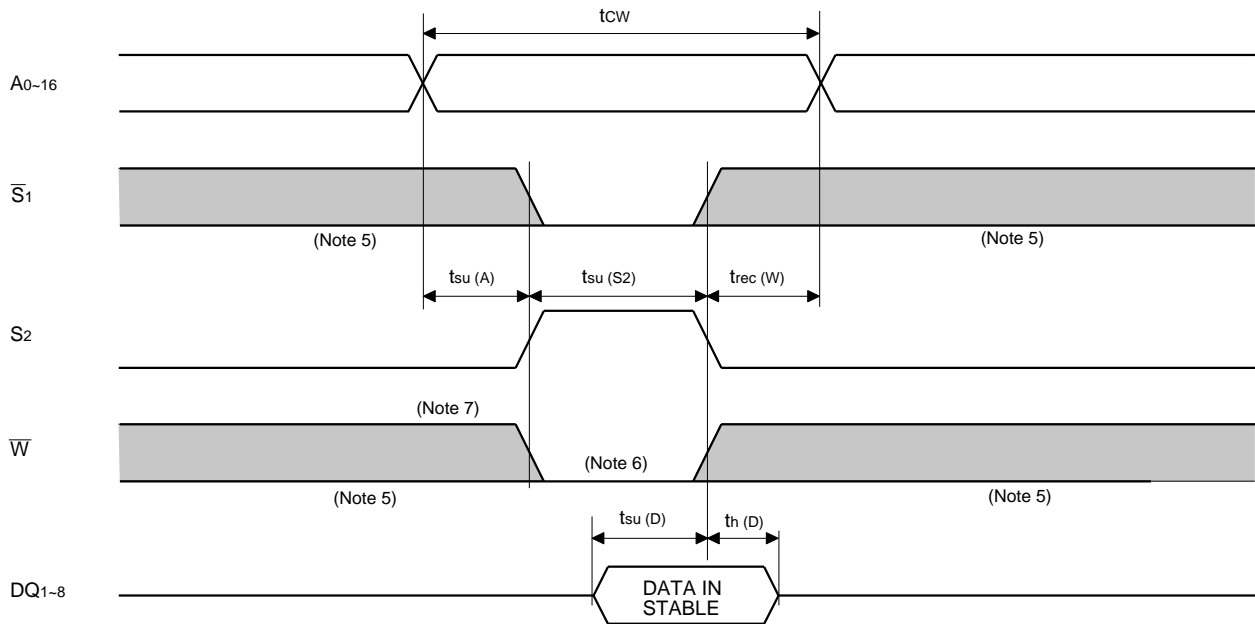 tCW
A0~16
S1
(Note 5) (Note 5)
tsu (A) tsu (S2) trec (W)
S2
(Note 7)
W
(Note 6)
(Note 5) (Note 5)
tsu (D) th (D)
DQ1~8
DATA IN
STABLE